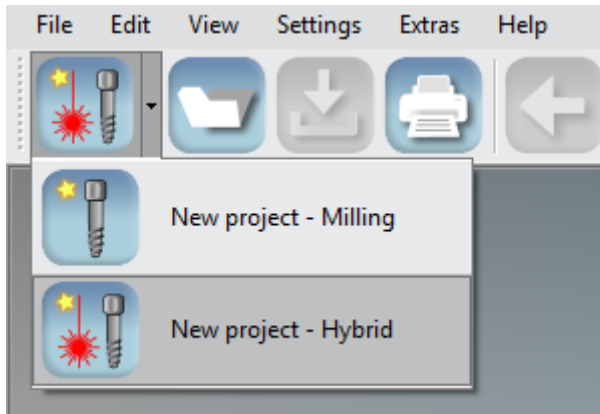 File Edit View Settings Extras Help
New project - Milling
New project - Hybrid